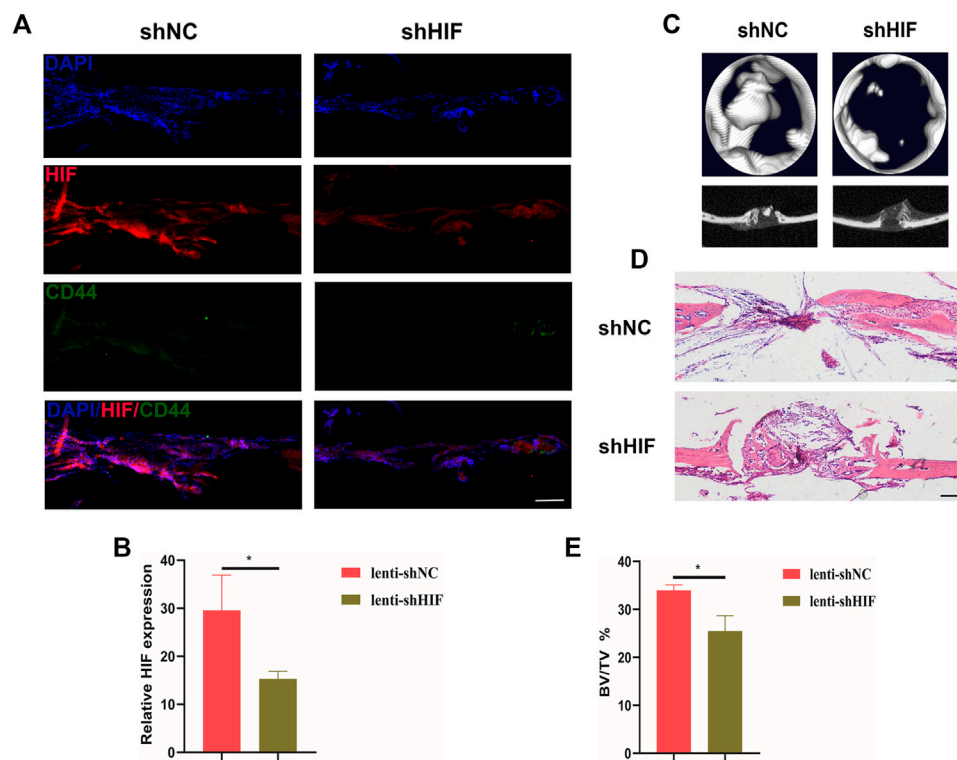 A
shNC
shHIF
DAPI
HIF
CD44
DAPI/HIF/CD44
B
Relative HIF expression
40
30
20
10
0
*
lenti-shNC
lenti-shHIF
C
shNC
shHIF
D
shNC
shHIF
E
BV/TV %
40
30
20
10
0
*
lenti-shNC
lenti-shHIF